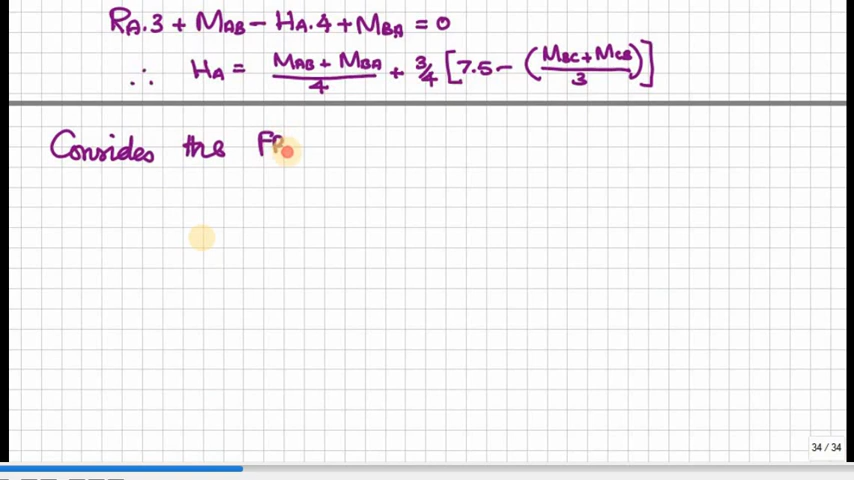 RA.3 + MAB - HA.4 + MBA = 0
∴ HA = MAB + MBA / 4 + 3/4 [7.5 - (MBC + MCB / 3)]
Consider the FB
34 / 34